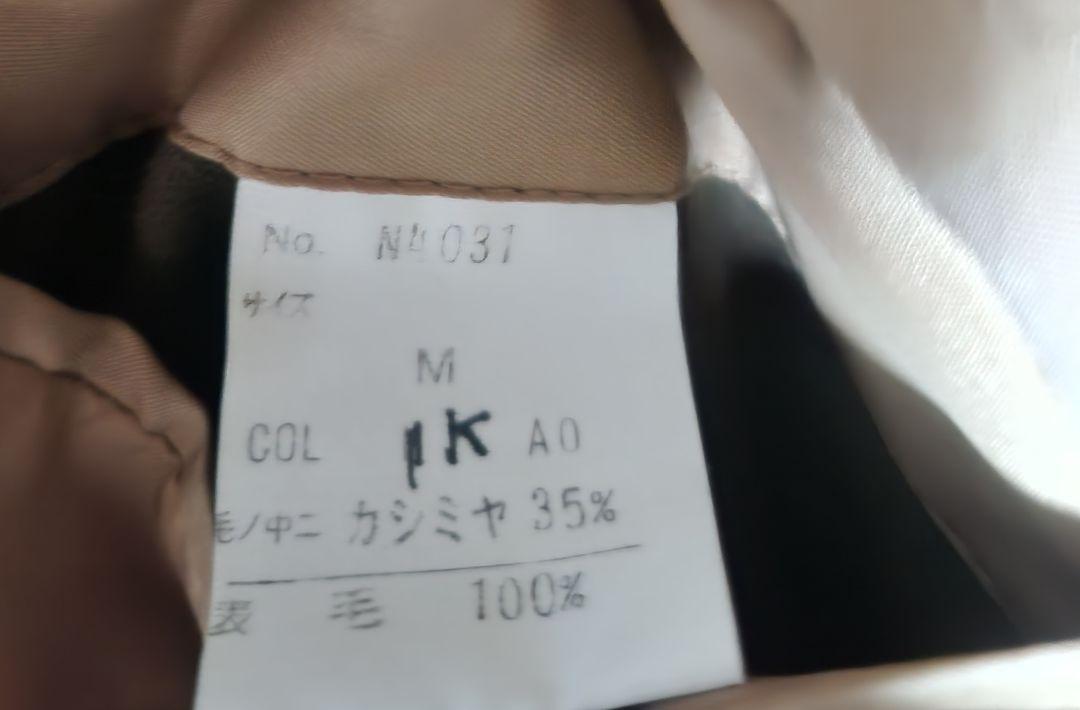 No. N4031
サイズ
M
COL 1K A0
毛ノ中ニ カシミヤ 35%
表 毛 100%